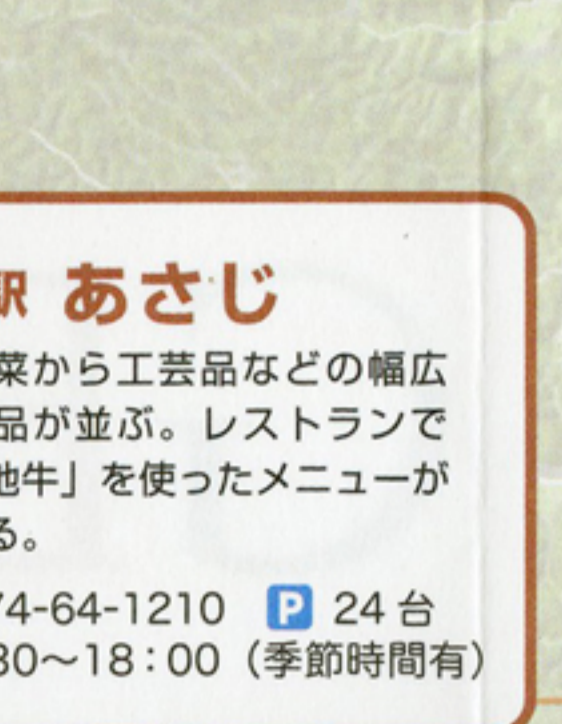 駅 あさじ
菜から工芸品などの幅広
品が並ぶ。レストランで
地牛」を使ったメニューが
る。
74-64-1210 P 24台
30～18：00（季節時間有）